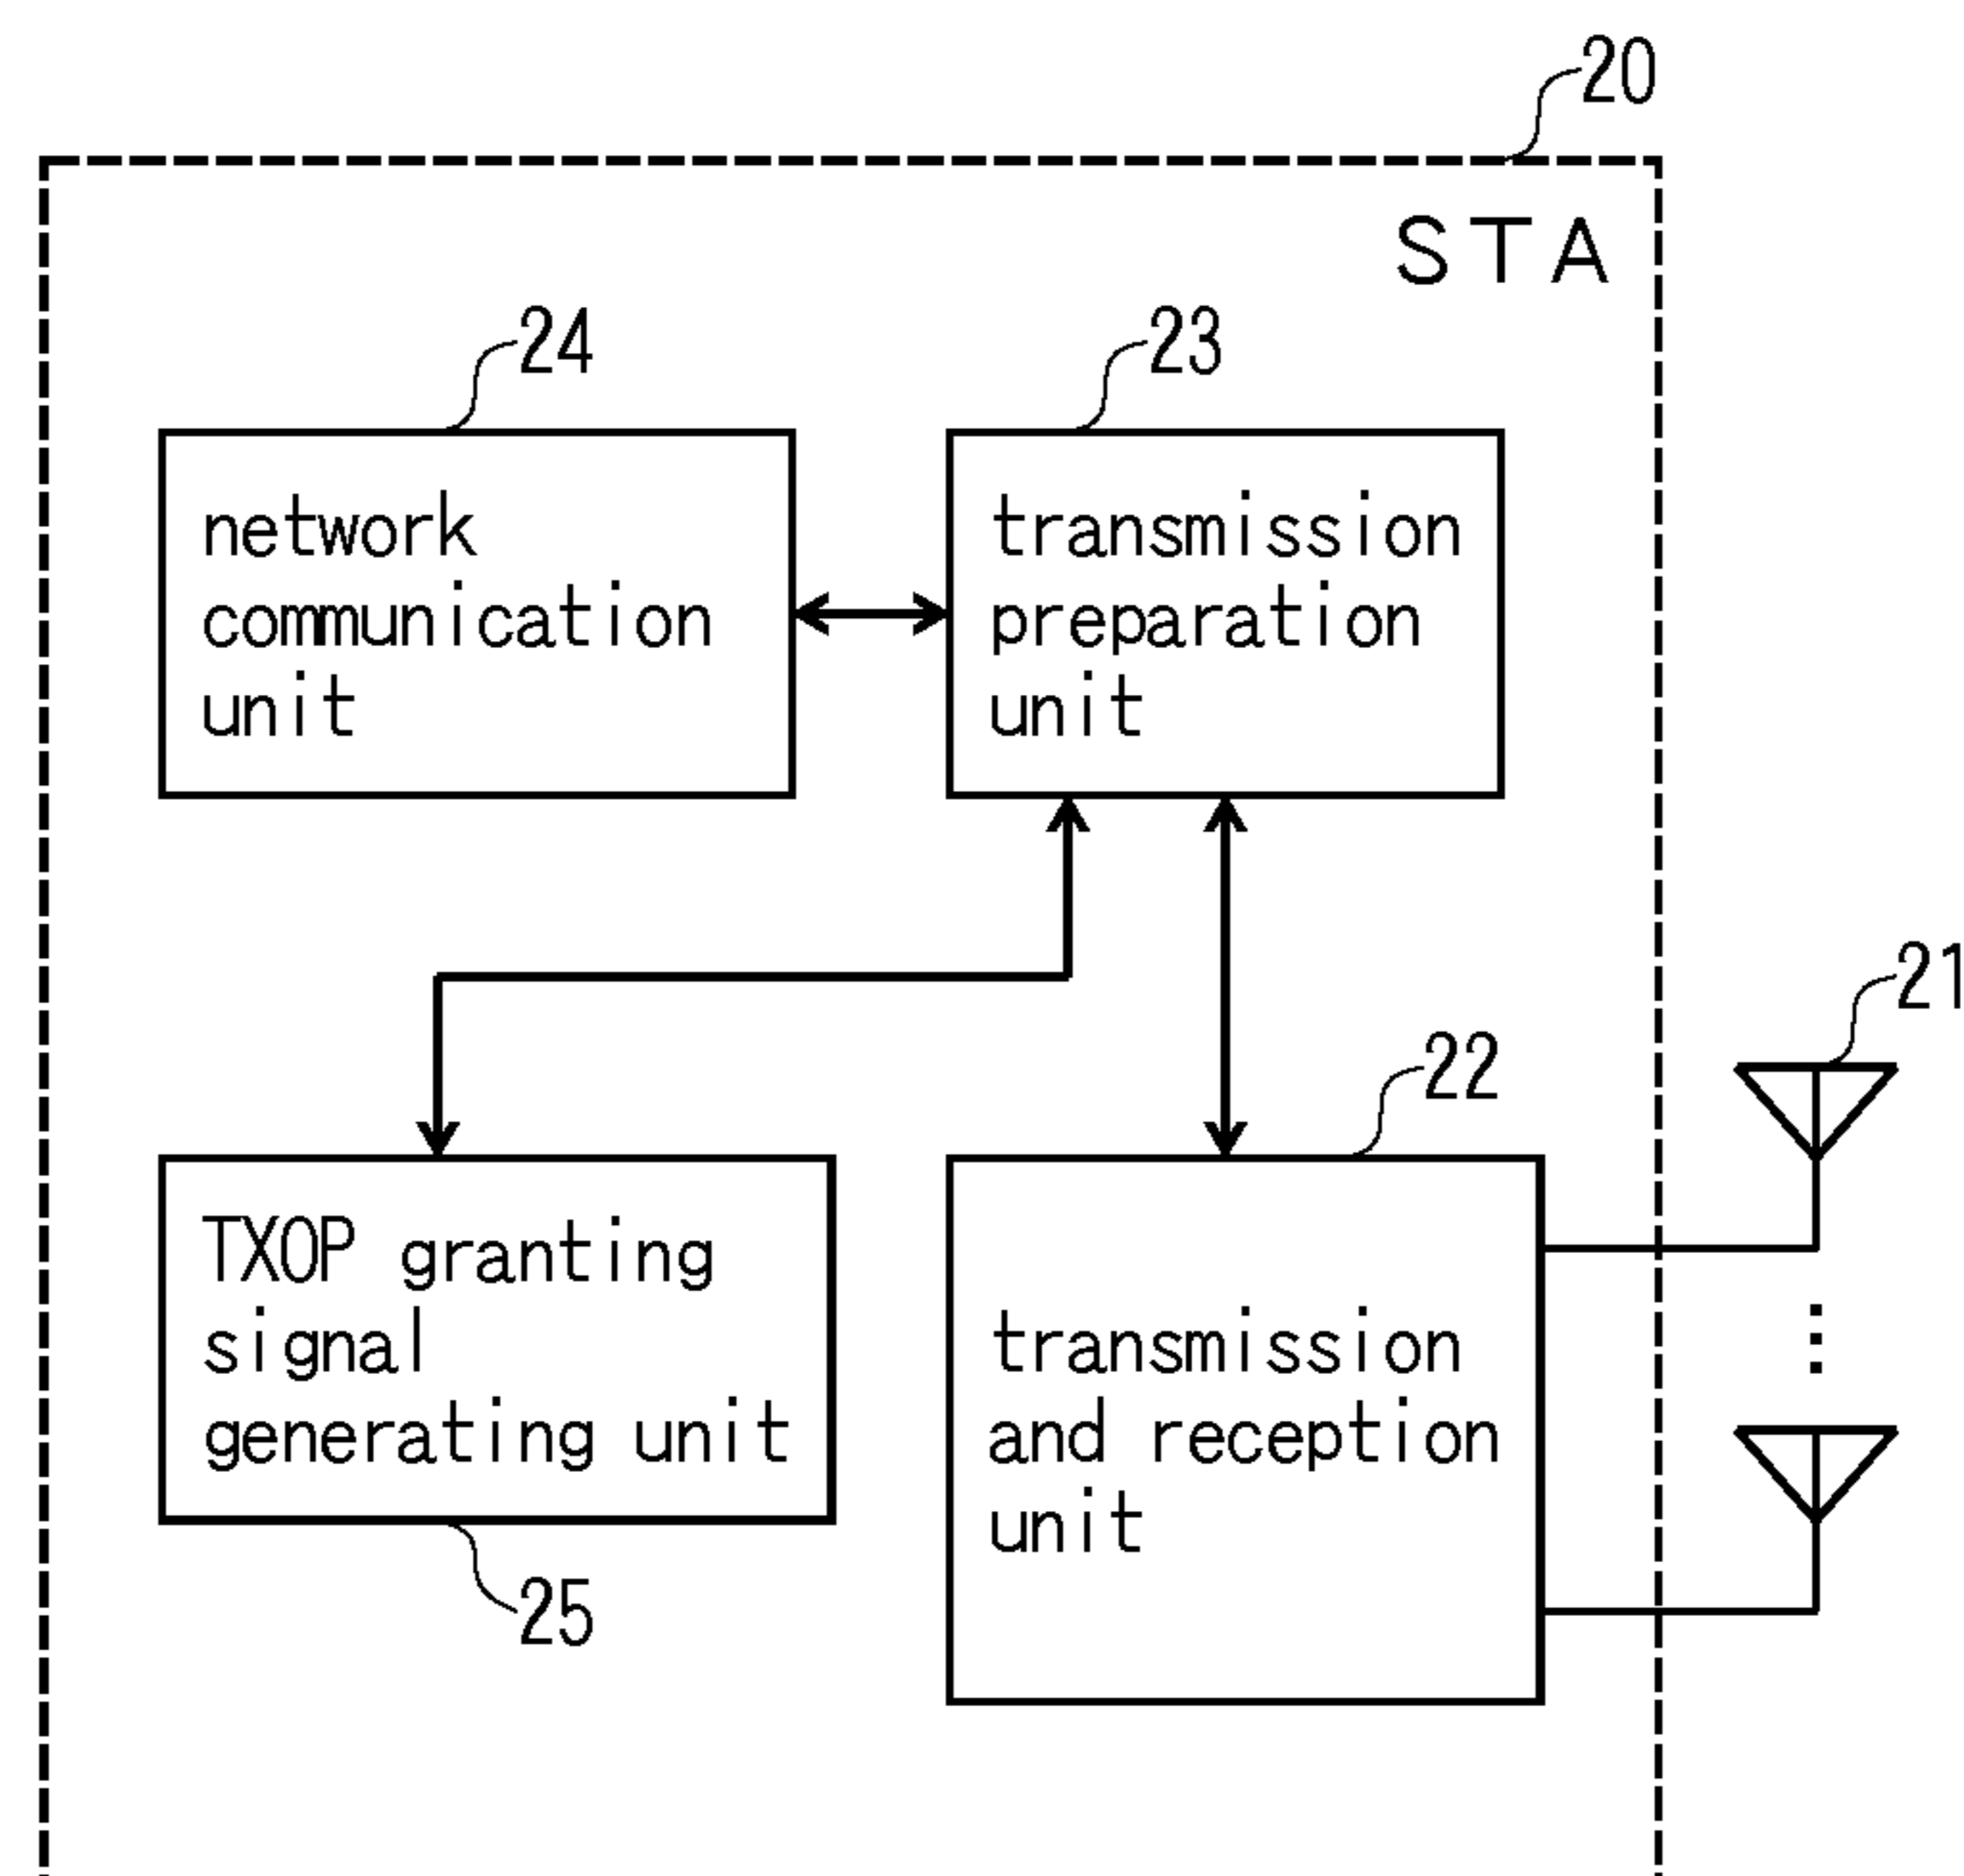 20
STA
24
23
network
communication
unit
transmission
preparation
unit
21
22
TXOP granting
signal
generating unit
transmission
and reception
unit
25